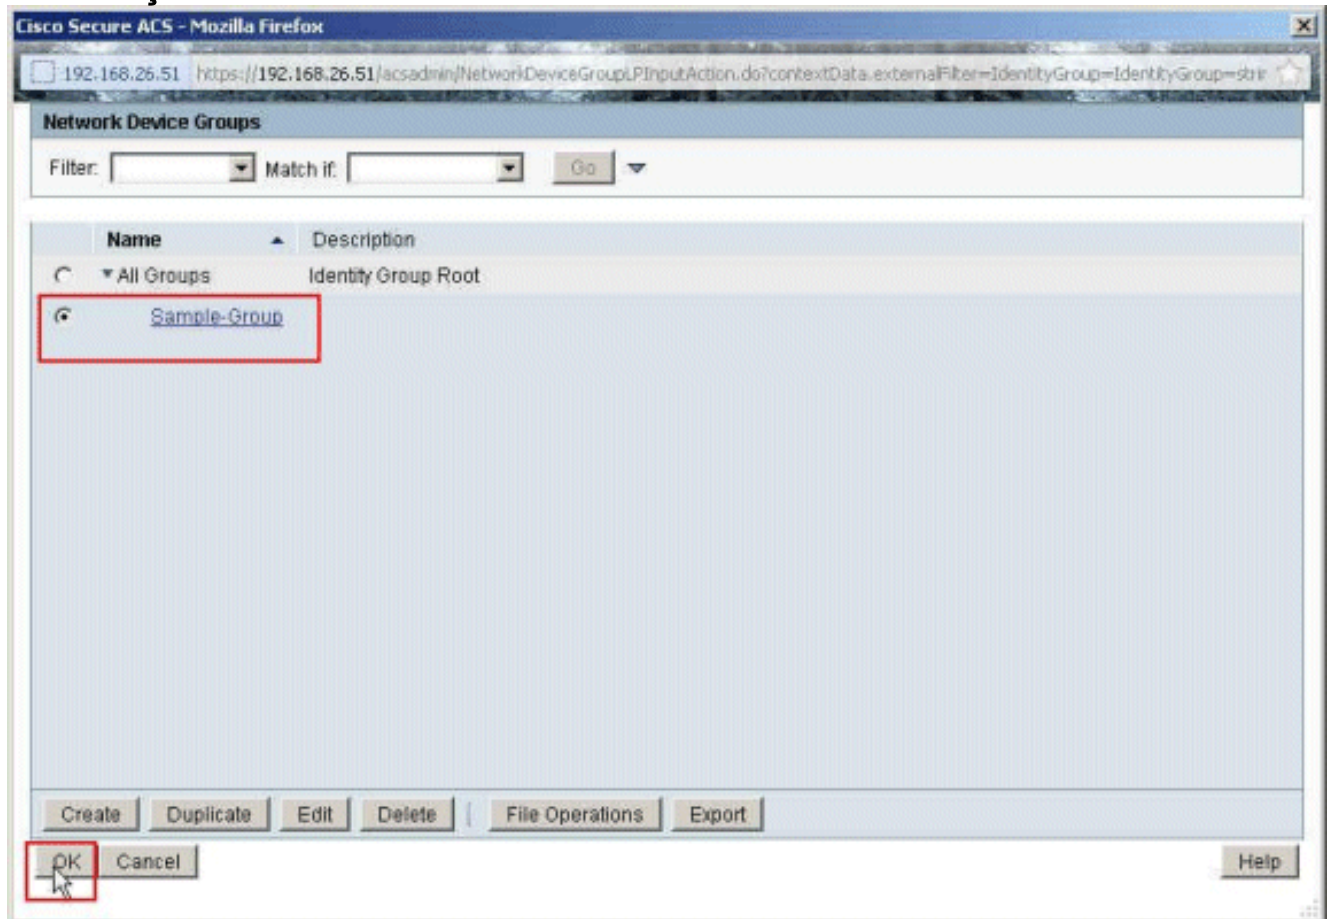 Cisco Secure ACS - Mozilla Firefox
192.168.26.51 https://192.168.26.51/acsadmin/NetworkDeviceGroupLPInputAction.do?contextData.externalFilter=IdentityGroup=IdentityGroup=strir
Network Device Groups
Filter: Match if: Go
Name Description
All Groups Identity Group Root
Sample-Group
Create Duplicate Edit Delete | File Operations Export
OK Cancel Help